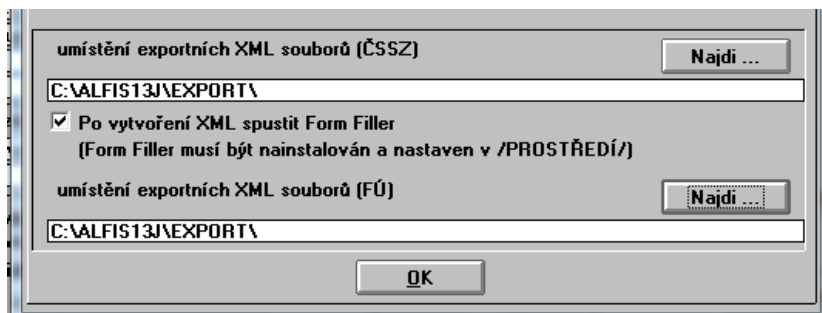 umístění exportních XML souborů (ČSSZ)
Najdi ...
C:\ALFIS13J\EXPORT\
Po vytvoření XML spustit Form Filler
(Form Filler musí být nainstalován a nastaven v /PROSTŘEDÍ/)
umístění exportních XML souborů (FÚ)
Najdi ...
C:\ALFIS13J\EXPORT\
OK